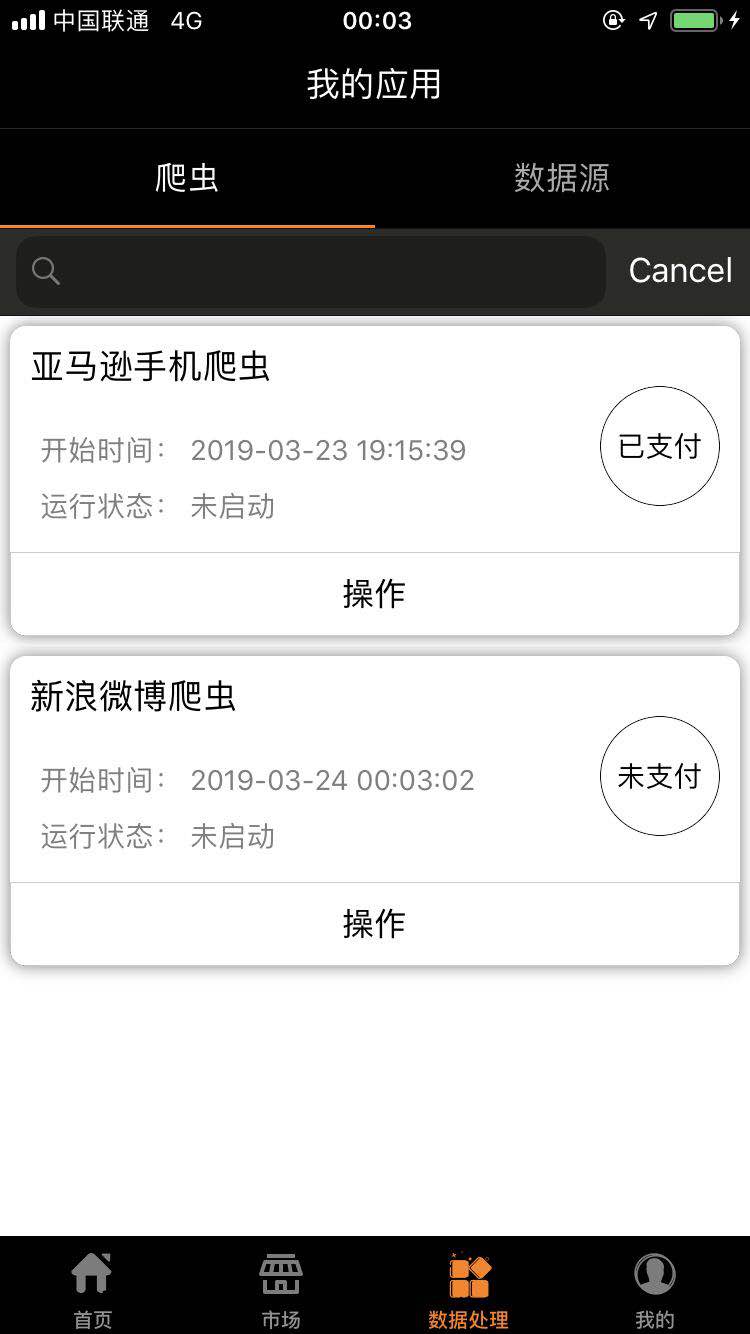 中国联通 4G 00:03
我的应用
爬虫 数据源
Cancel
亚马逊手机爬虫
开始时间： 2019-03-23 19:15:39
已支付
运行状态： 未启动
操作
新浪微博爬虫
开始时间： 2019-03-24 00:03:02
未支付
运行状态： 未启动
操作
首页 市场 数据处理 我的